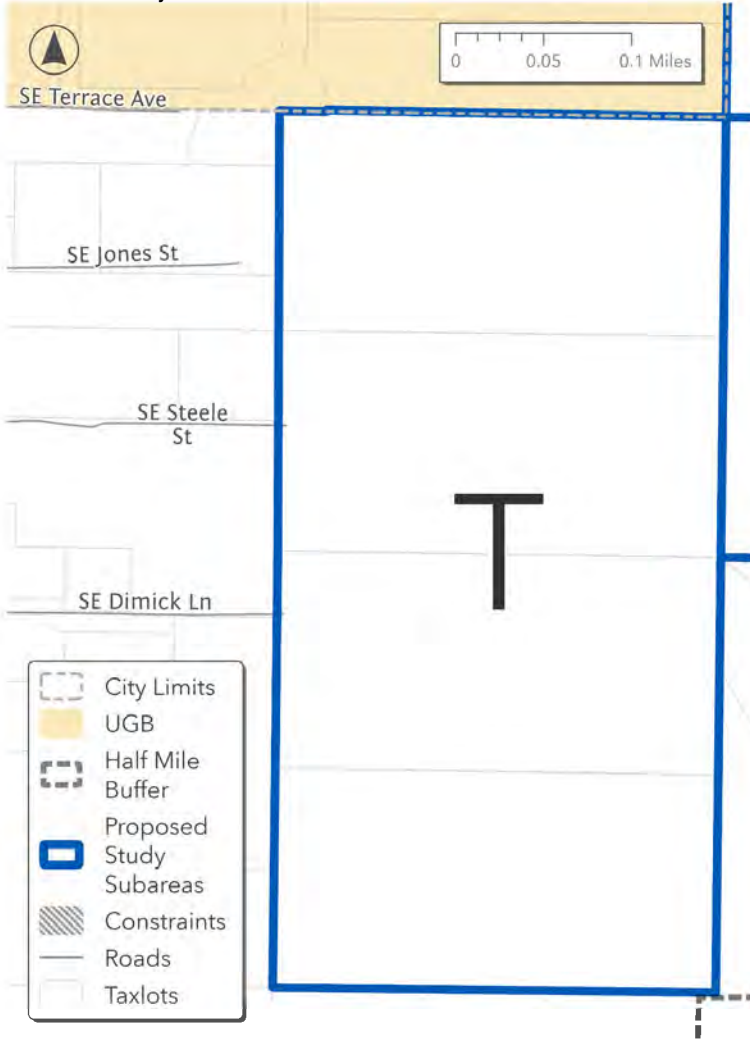 0 0.05 0.1 Miles
SE Terrace Ave
SE Jones St
SE Steele
St
T
SE Dimick Ln
City Limits
UGB
Half Mile
Buffer
Proposed
Study
Subareas
Constraints
Roads
Taxlots